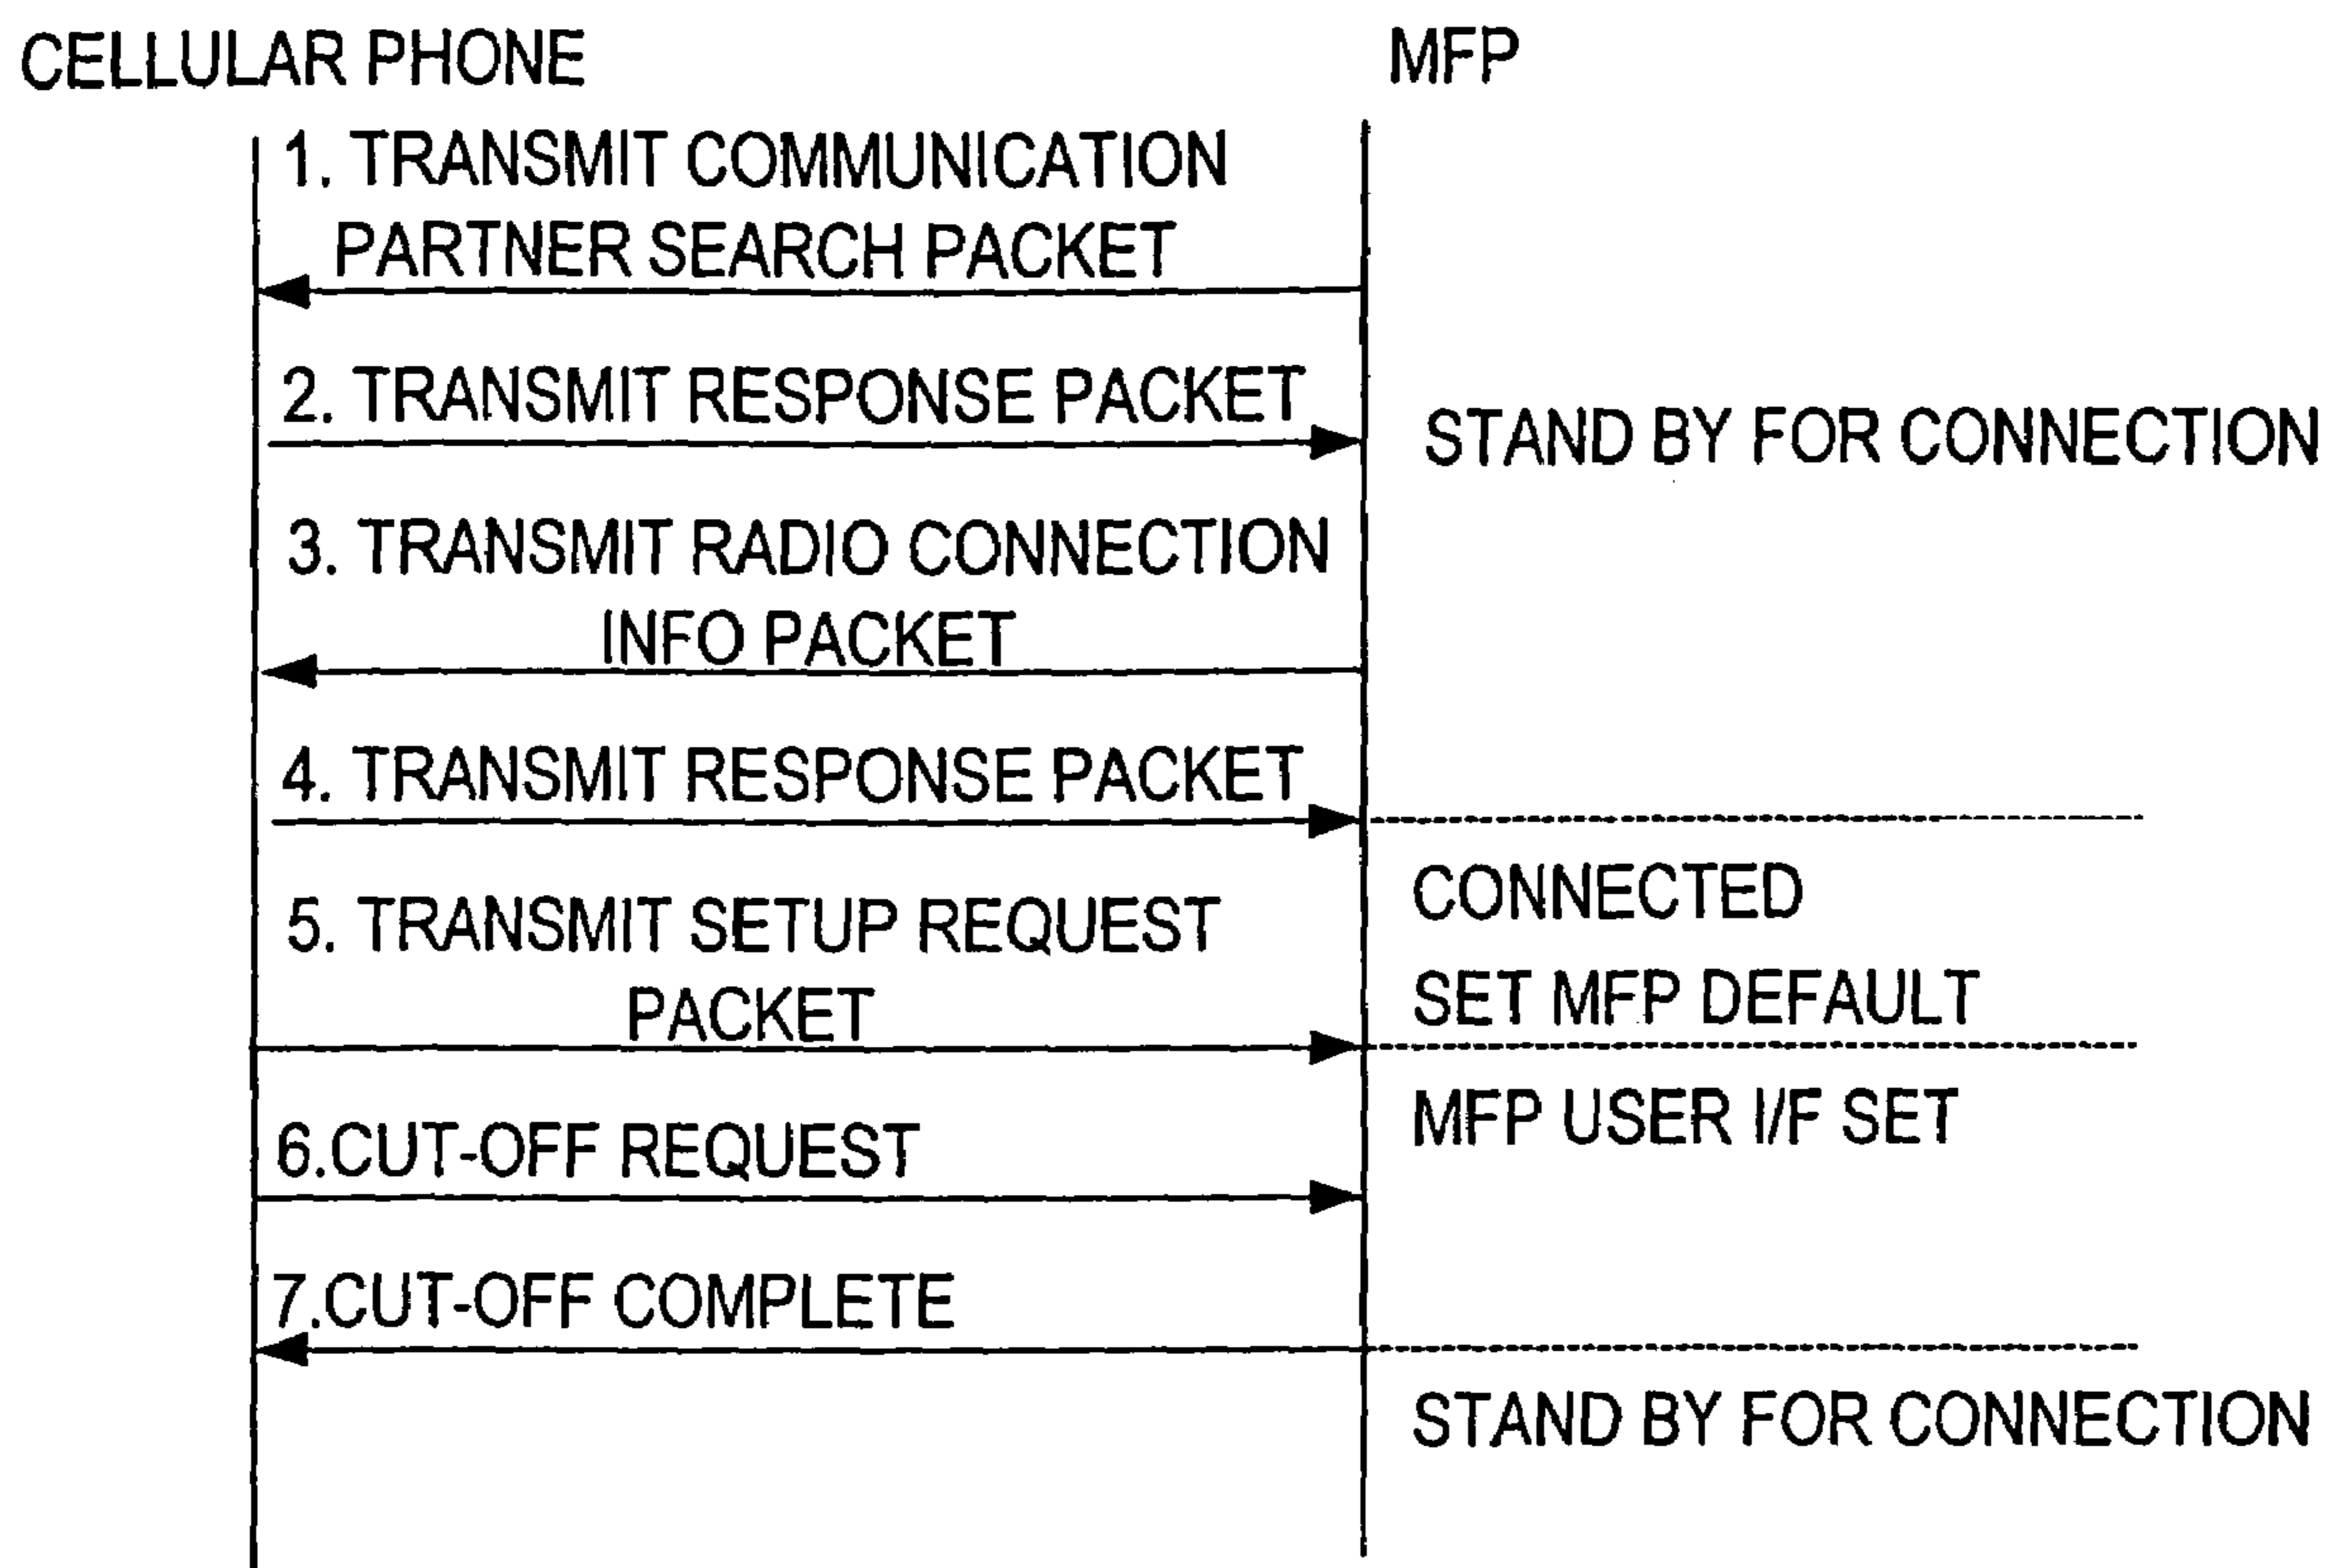 CELLULAR PHONE
MFP
1. TRANSMIT COMMUNICATION
PARTNER SEARCH PACKET
2. TRANSMIT RESPONSE PACKET
STAND BY FOR CONNECTION
3. TRANSMIT RADIO CONNECTION
INFO PACKET
4. TRANSMIT RESPONSE PACKET
CONNECTED
5. TRANSMIT SETUP REQUEST
PACKET
SET MFP DEFAULT
MFP USER I/F SET
6.CUT-OFF REQUEST
7.CUT-OFF COMPLETE
STAND BY FOR CONNECTION